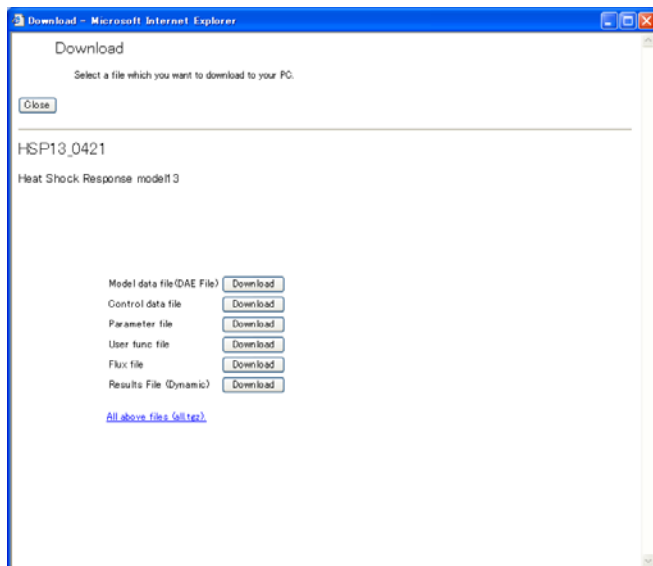 Download - Microsoft Internet Explorer
Download
Select a file which you want to download to your PC.
Close
HSP13_0421
Heat Shock Response model13
Model data file(DAE File) Download
Control data file Download
Parameter file Download
User func file Download
Flux file Download
Results File (Dynamic) Download
All above files (all.tgz).